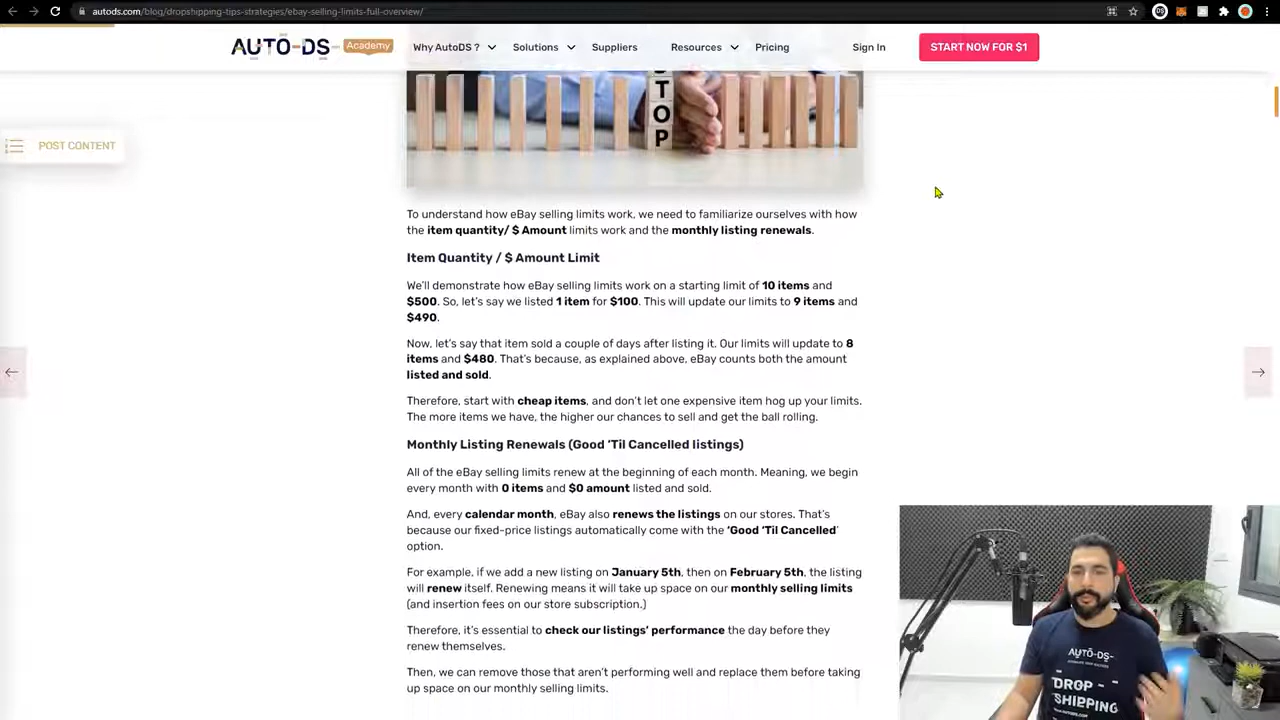 autods.com/blog/dropshipping-tips-strategies/ebay-selling-limits-full-overview/
AUTO-DS Academy Why AutoDS ? Solutions Suppliers Resources Pricing Sign In START NOW FOR $1
TOP
POST CONTENT
To understand how eBay selling limits work, we need to familiarize ourselves with how
the item quantity/ $ Amount limits work and the monthly listing renewals.
Item Quantity / $ Amount Limit
We'll demonstrate how eBay selling limits work on a starting limit of 10 items and
$500. So, let's say we listed 1 item for $100. This will update our limits to 9 items and
$490.
Now, let's say that item sold a couple of days after listing it. Our limits will update to 8
items and $480. That's because, as explained above, eBay counts both the amount
listed and sold.
Therefore, start with cheap items, and don't let one expensive item hog up your limits.
The more items we have, the higher our chances to sell and get the ball rolling.
Monthly Listing Renewals (Good 'Til Cancelled listings)
All of the eBay selling limits renew at the beginning of each month. Meaning, we begin
every month with 0 items and $0 amount listed and sold.
And, every calendar month, eBay also renews the listings on our stores. That's
because our fixed-price listings automatically come with the 'Good 'Til Cancelled'
option.
For example, if we add a new listing on January 5th, then on February 5th, the listing
will renew itself. Renewing means it will take up space on our monthly selling limits
(and insertion fees on our store subscription.)
Therefore, it's essential to check our listings' performance the day before they
renew themselves.
Then, we can remove those that aren't performing well and replace them before taking
up space on our monthly selling limits.
AUTO-DS
DROP
SHIPPING